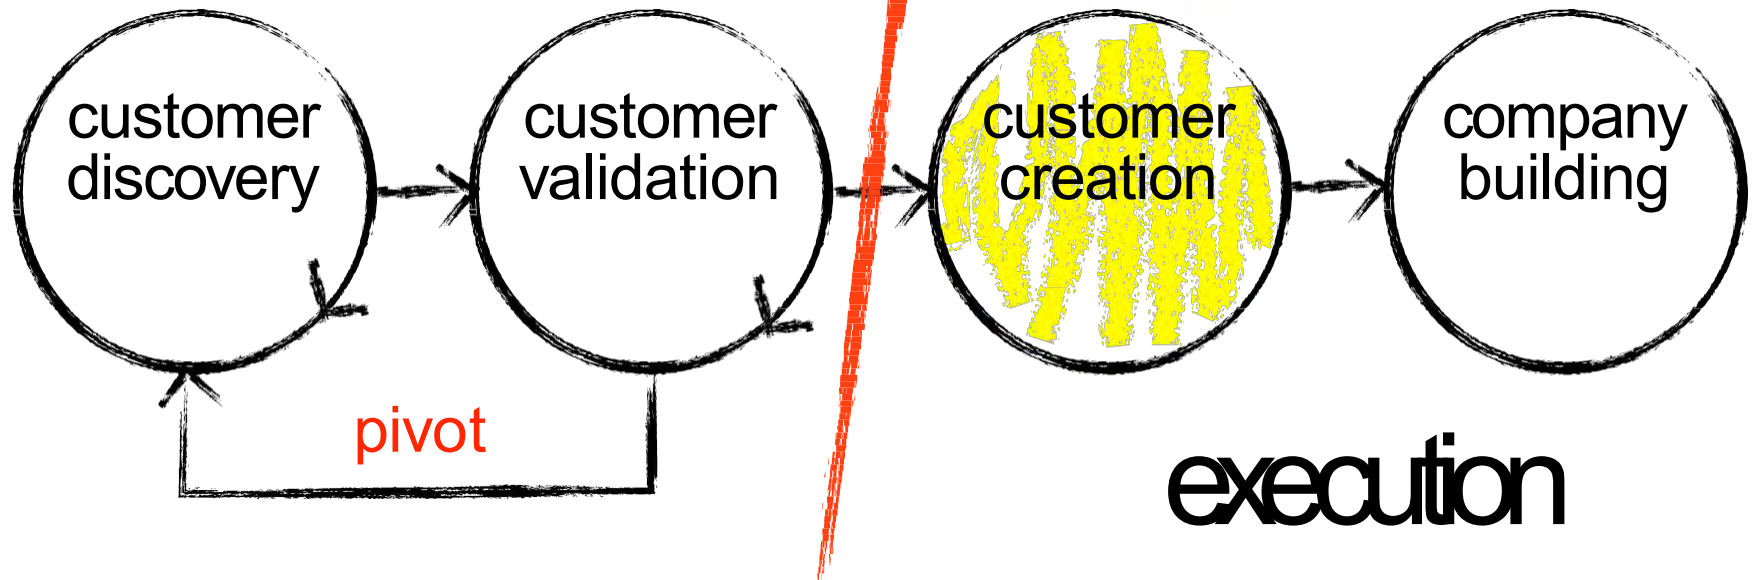 customer
discovery
customer
validation
customer
creation
company
building
pivot
execution